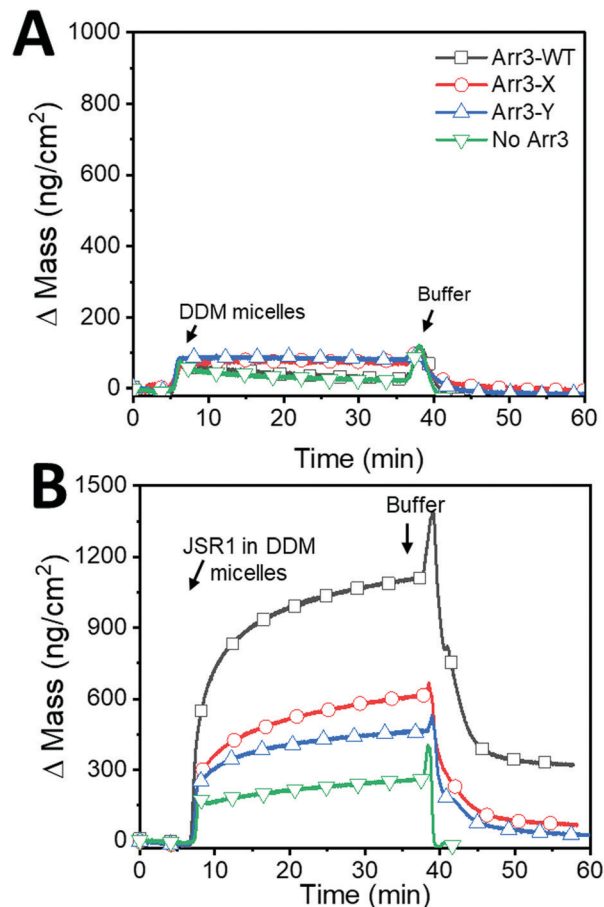 A
Δ Mass (ng/cm²)
1000
800
600
400
200
0
Arr3-WT
Arr3-X
Arr3-Y
No Arr3
DDM micelles
Buffer
0 10 20 30 40 50 60
Time (min)
B
Δ Mass (ng/cm²)
1500
1200
900
600
300
0
JSR1 in DDM
micelles
Buffer
0 10 20 30 40 50 60
Time (min)